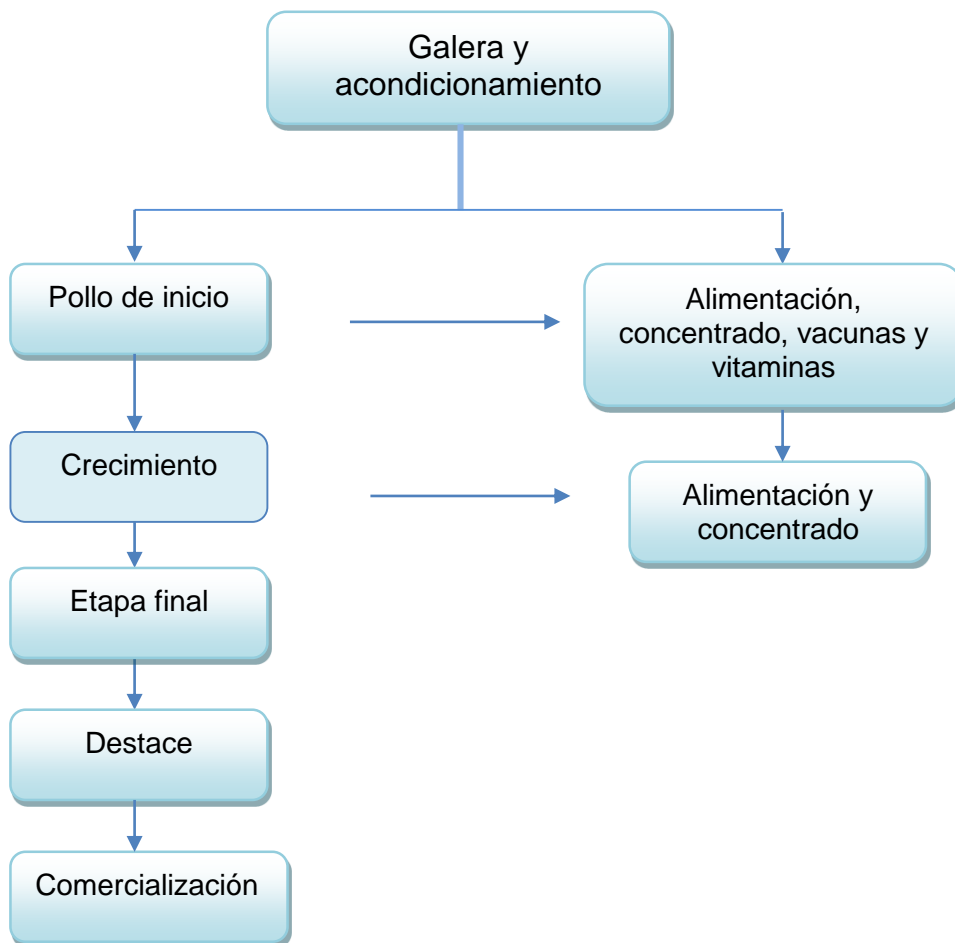 Galera y
acondicionamiento
Pollo de inicio
Alimentación,
concentrado, vacunas y
vitaminas
Crecimiento
Alimentación y
concentrado
Etapa final
Destace
Comercialización